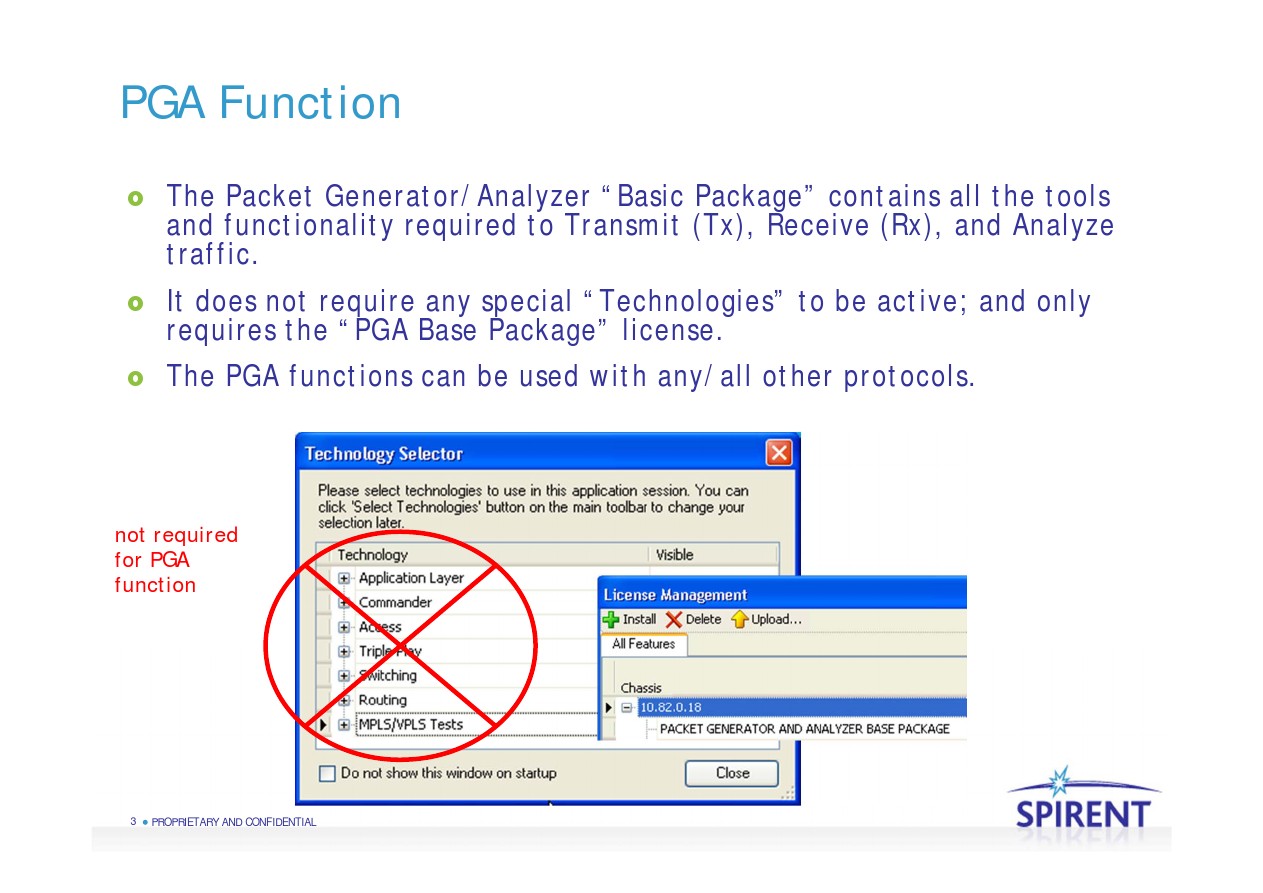 PGA Function
The Packet Generator/Analyzer “Basic Package” contains all the tools
and functionality required to Transmit (Tx), Receive (Rx), and Analyze
traffic.
It does not require any special “Technologies” to be active; and only
requires the “PGA Base Package” license.
The PGA functions can be used with any/all other protocols.
not required
for PGA
function
Technology Selector
Please select technologies to use in this application session. You can
click 'Select Technologies' button on the main toolbar to change your
selection later.
Technology Visible
Application Layer
Commander
Access
Triple Play
Switching
Routing
MPLS/VPLS Tests
Do not show this window on startup
Close
License Management
Install Delete Upload...
All Features
Chassis
10.82.0.18
PACKET GENERATOR AND ANALYZER BASE PACKAGE
3 PROPRIETARY AND CONFIDENTIAL
SPIRENT